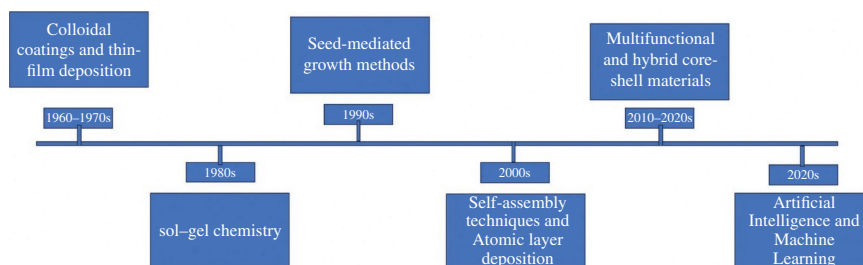 Colloidal
coatings and thin-
film deposition
1960–1970s
1980s
sol–gel chemistry
Seed-mediated
growth methods
1990s
2000s
Self-assembly
techniques and
Atomic layer
deposition
Multifunctional
and hybrid core-
shell materials
2010–2020s
2020s
Artificial
Intelligence and
Machine
Learning